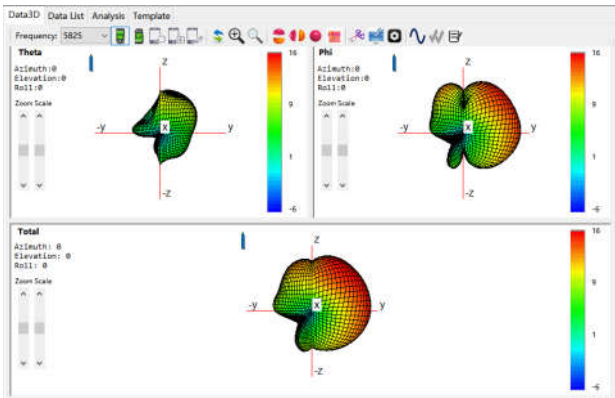 Data3D Data List Analysis Template
Frequency: 5825
Theta
Azimuth:0
Elevation:0
Roll:0
Zoom Scale
z
-y
x
y
-z
16
9
1
-6
Phi
Azimuth:0
Elevation:0
Roll:0
Zoom Scale
z
-y
x
y
-z
16
9
1
-6
Total
Azimuth: 0
Elevation: 0
Roll: 0
Zoom Scale
z
-y
x
y
-z
16
9
1
-6